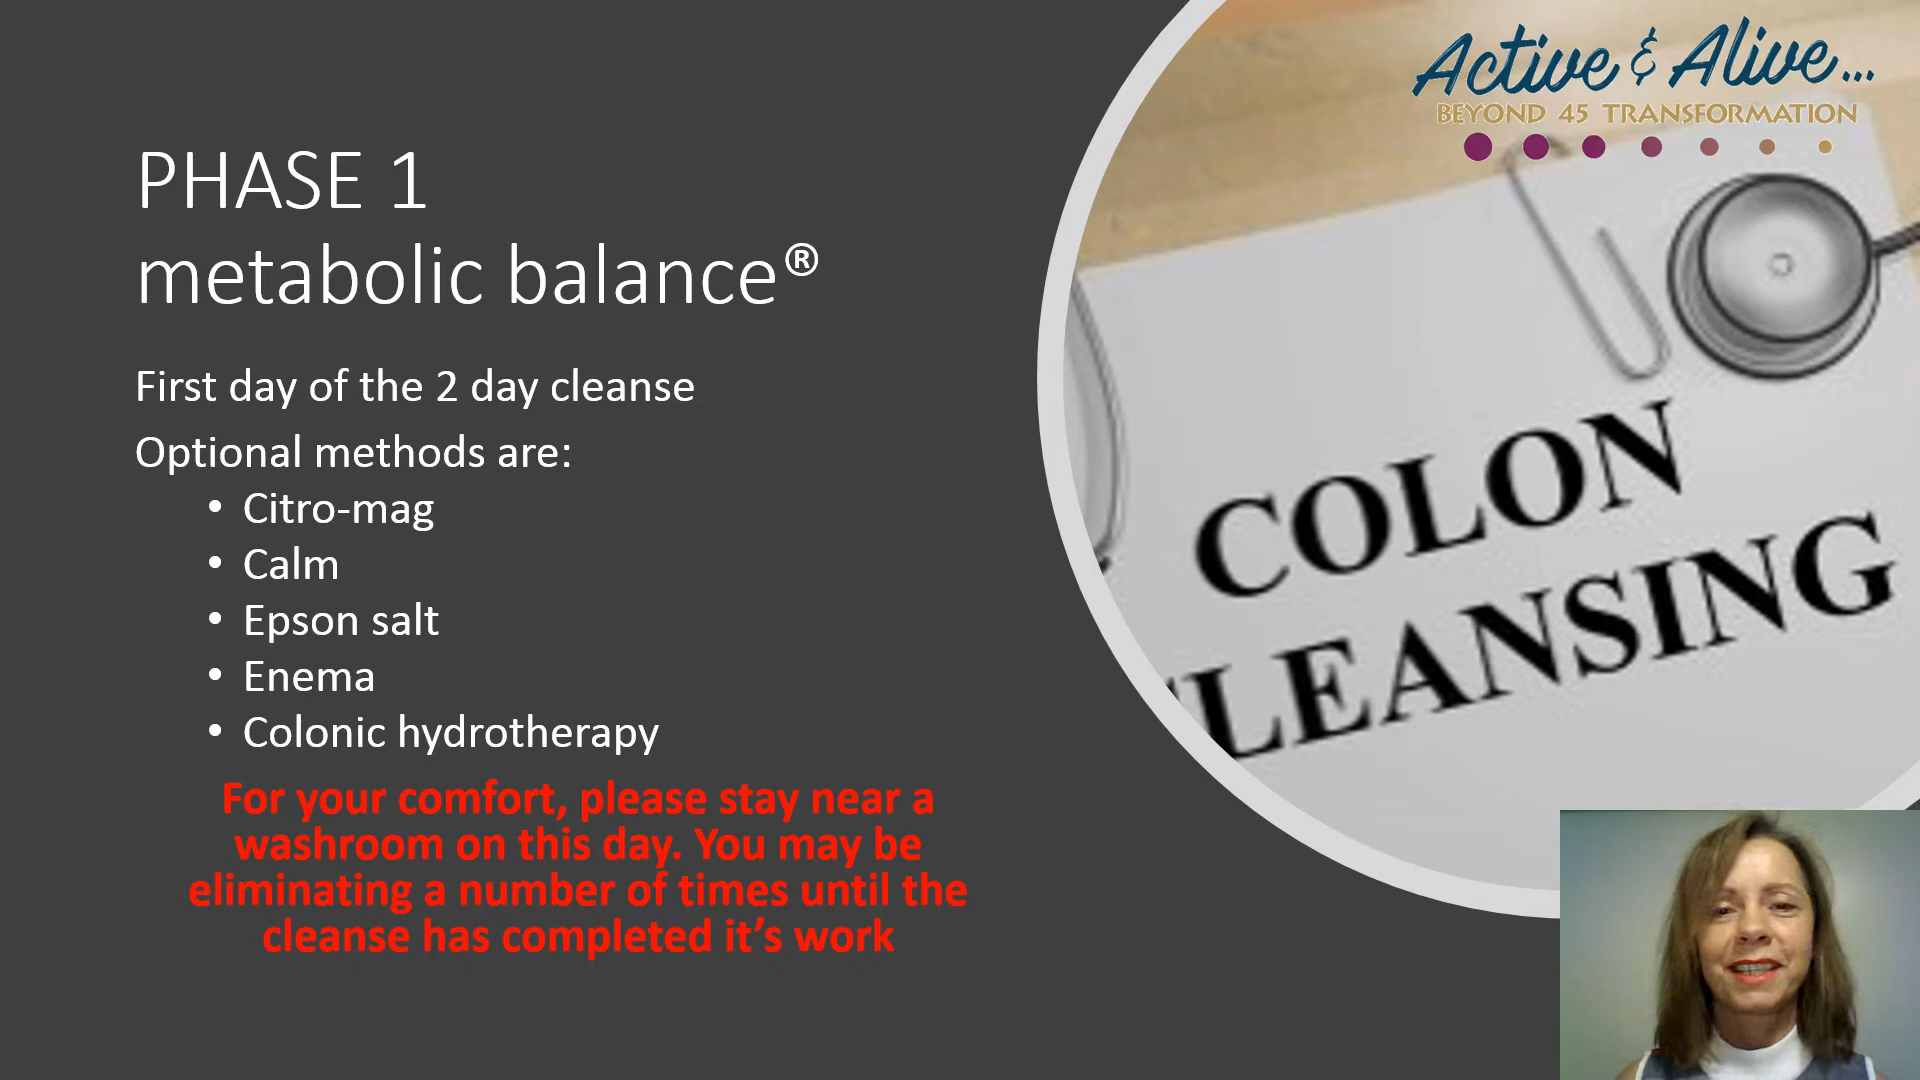 Active & Alive...
BEYOND 45 TRANSFORMATION
PHASE 1
metabolic balance®
First day of the 2 day cleanse
Optional methods are:
• Citro-mag
• Calm
• Epson salt
• Enema
• Colonic hydrotherapy
For your comfort, please stay near a
washroom on this day. You may be
eliminating a number of times until the
cleanse has completed it's work
COLON
LEANSING